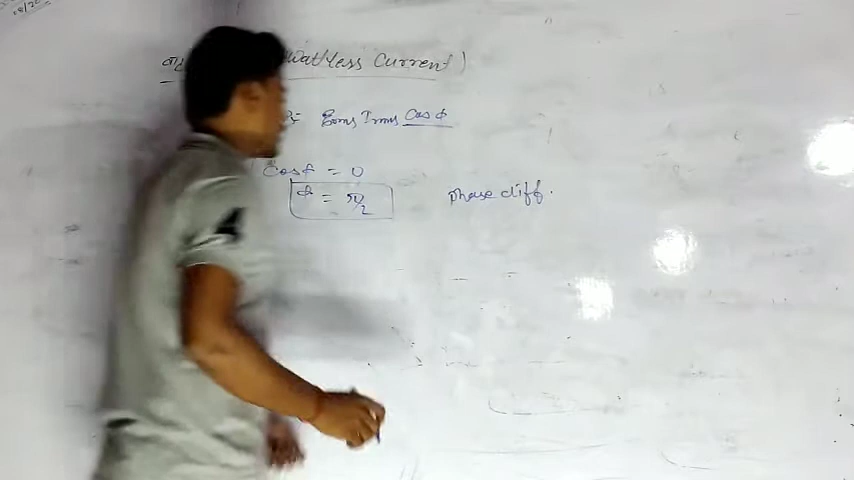 (Wattless Current)
P = Erms Irms Cos ϕ
Cos ϕ = 0
ϕ = π/2 phase diff.